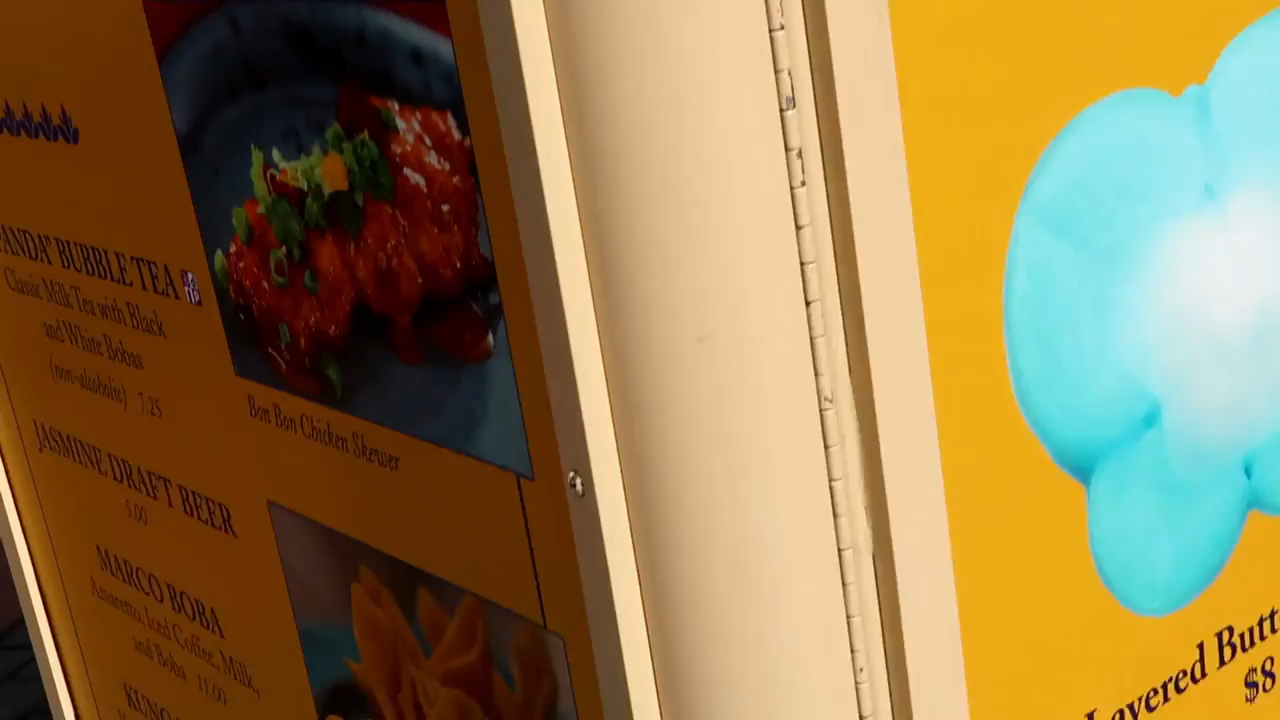 PANDA" BUBBLE TEA
Classic Milk Tea with Black
and White Bobas
(non-alcoholic) 7.25
JASMINE DRAFT BEER
5.00
MARCO BOBA
Amaretto, Iced Coffee, Milk,
and Boba 11.00
Bon Bon Chicken Skewer
$8